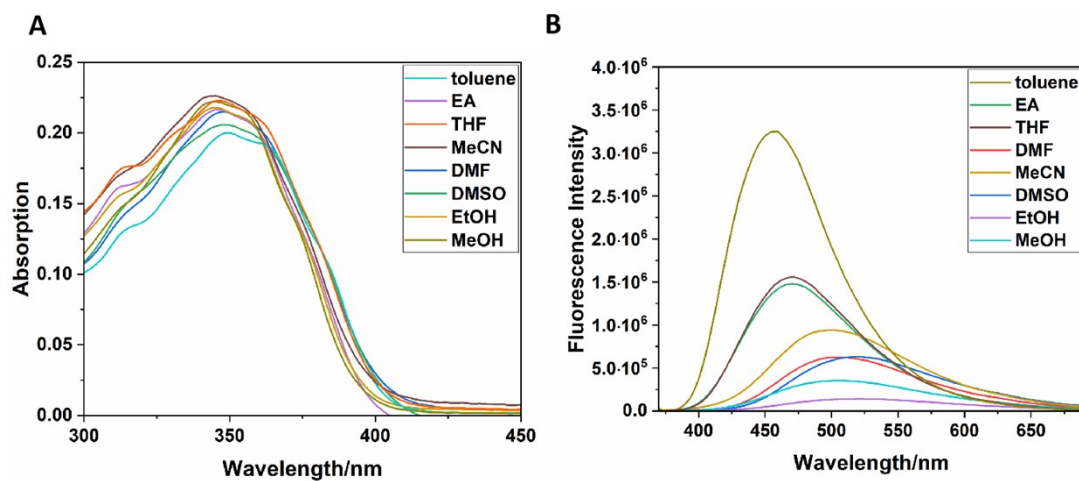 A
0.25
0.20
0.15
0.10
0.05
0.00
Absorption
300
350
400
450
Wavelength/nm
toluene
EA
THF
MeCN
DMF
DMSO
EtOH
MeOH
B
4.0·10⁶
3.5·10⁶
3.0·10⁶
2.5·10⁶
2.0·10⁶
1.5·10⁶
1.0·10⁶
5.0·10⁵
0.0
Fluorescence Intensity
400
450
500
550
600
650
Wavelength/nm
toluene
EA
THF
DMF
MeCN
DMSO
EtOH
MeOH